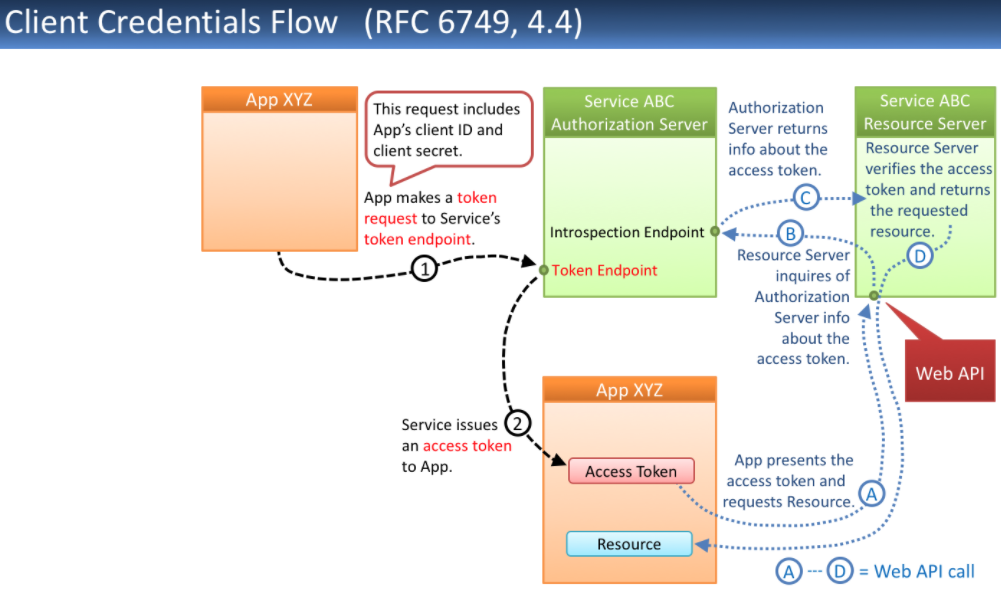 Client Credentials Flow (RFC 6749, 4.4)
App XYZ
This request includes
App's client ID and
client secret.
App makes a token
request to Service's
token endpoint.
1
Service ABC
Authorization Server
Introspection Endpoint
Token Endpoint
Authorization
Server returns
info about the
access token.
C
B
Resource Server
inquires of
Authorization
Server info
about the
access token.
Service ABC
Resource Server
Resource Server
verifies the access
token and returns
the requested
resource.
D
Web API
Service issues
an access token
to App.
2
App XYZ
Access Token
Resource
App presents the
access token and
requests Resource.
A
A --- D = Web API call